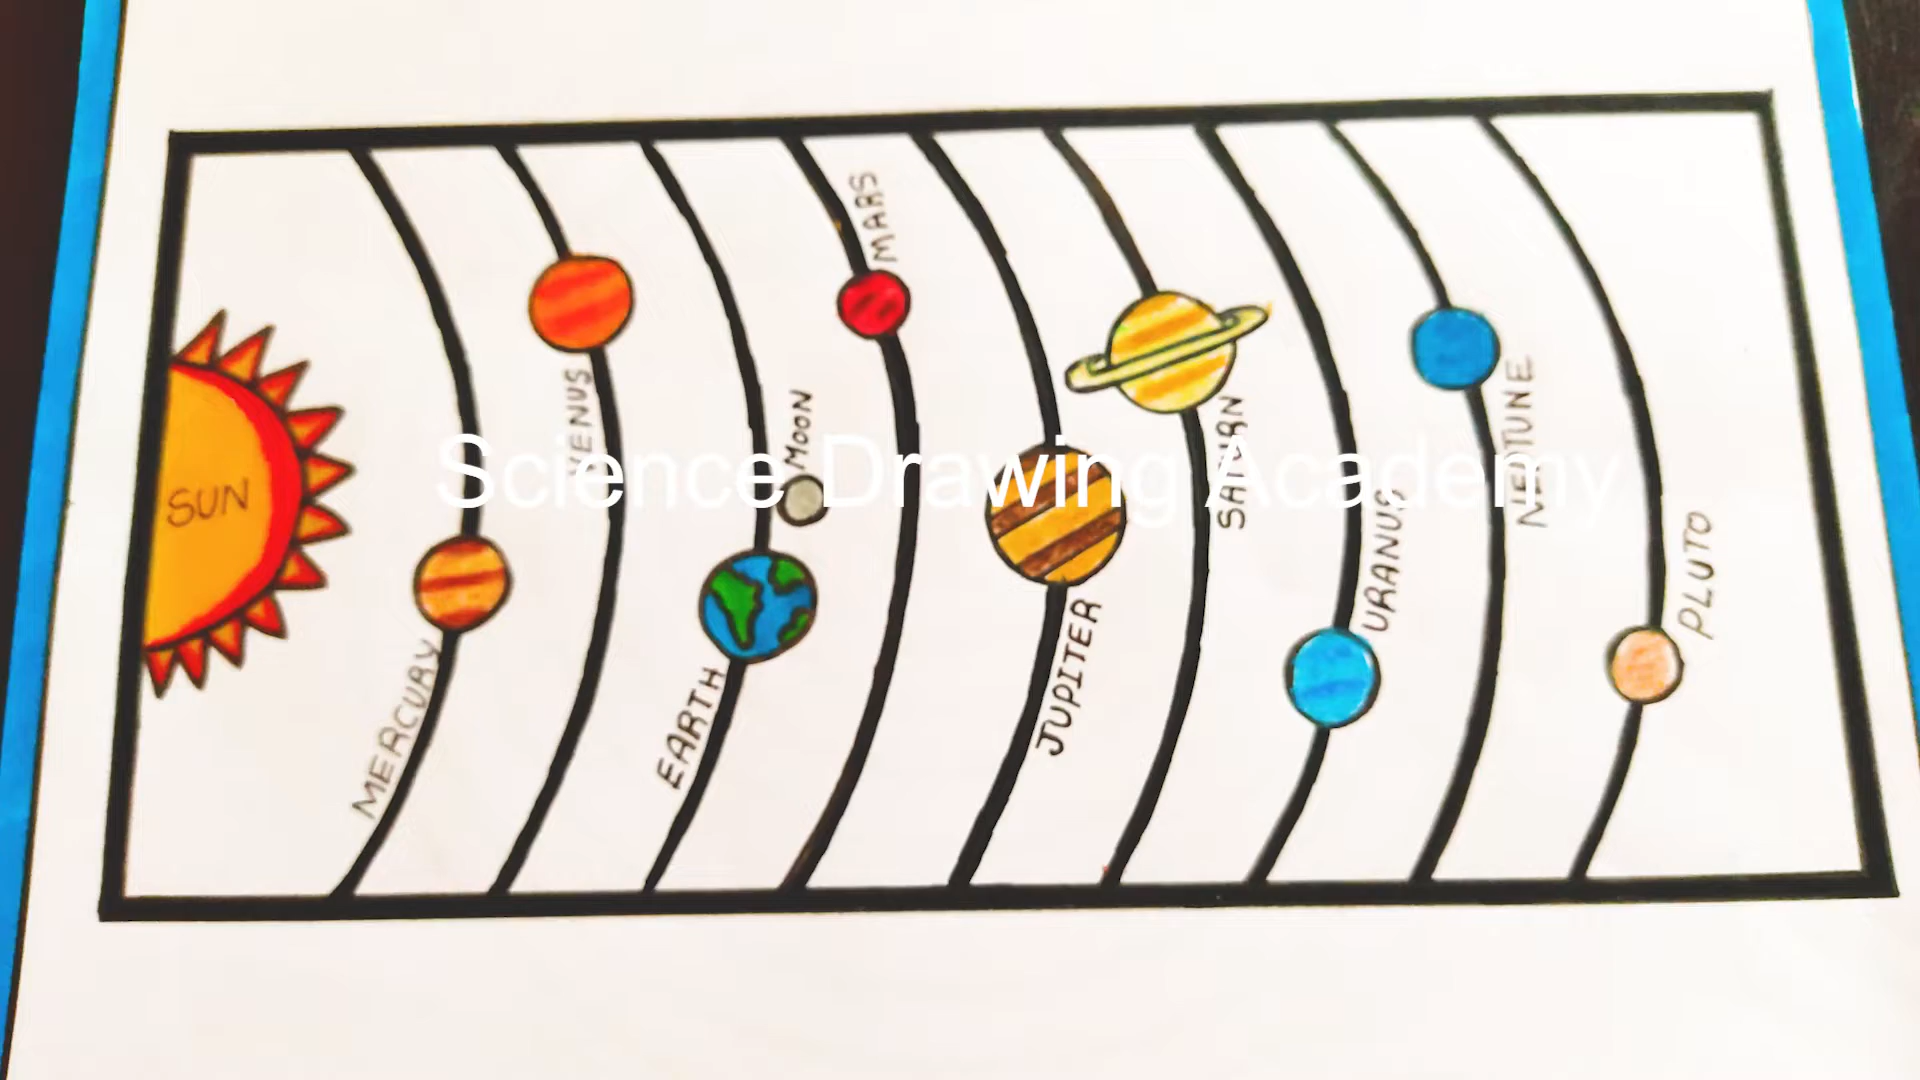 SUN
MERCURY
VENUS
EARTH
MOON
MARS
JUPITER
SATURN
URANUS
NEPTUNE
PLUTO
Science Drawing Academy